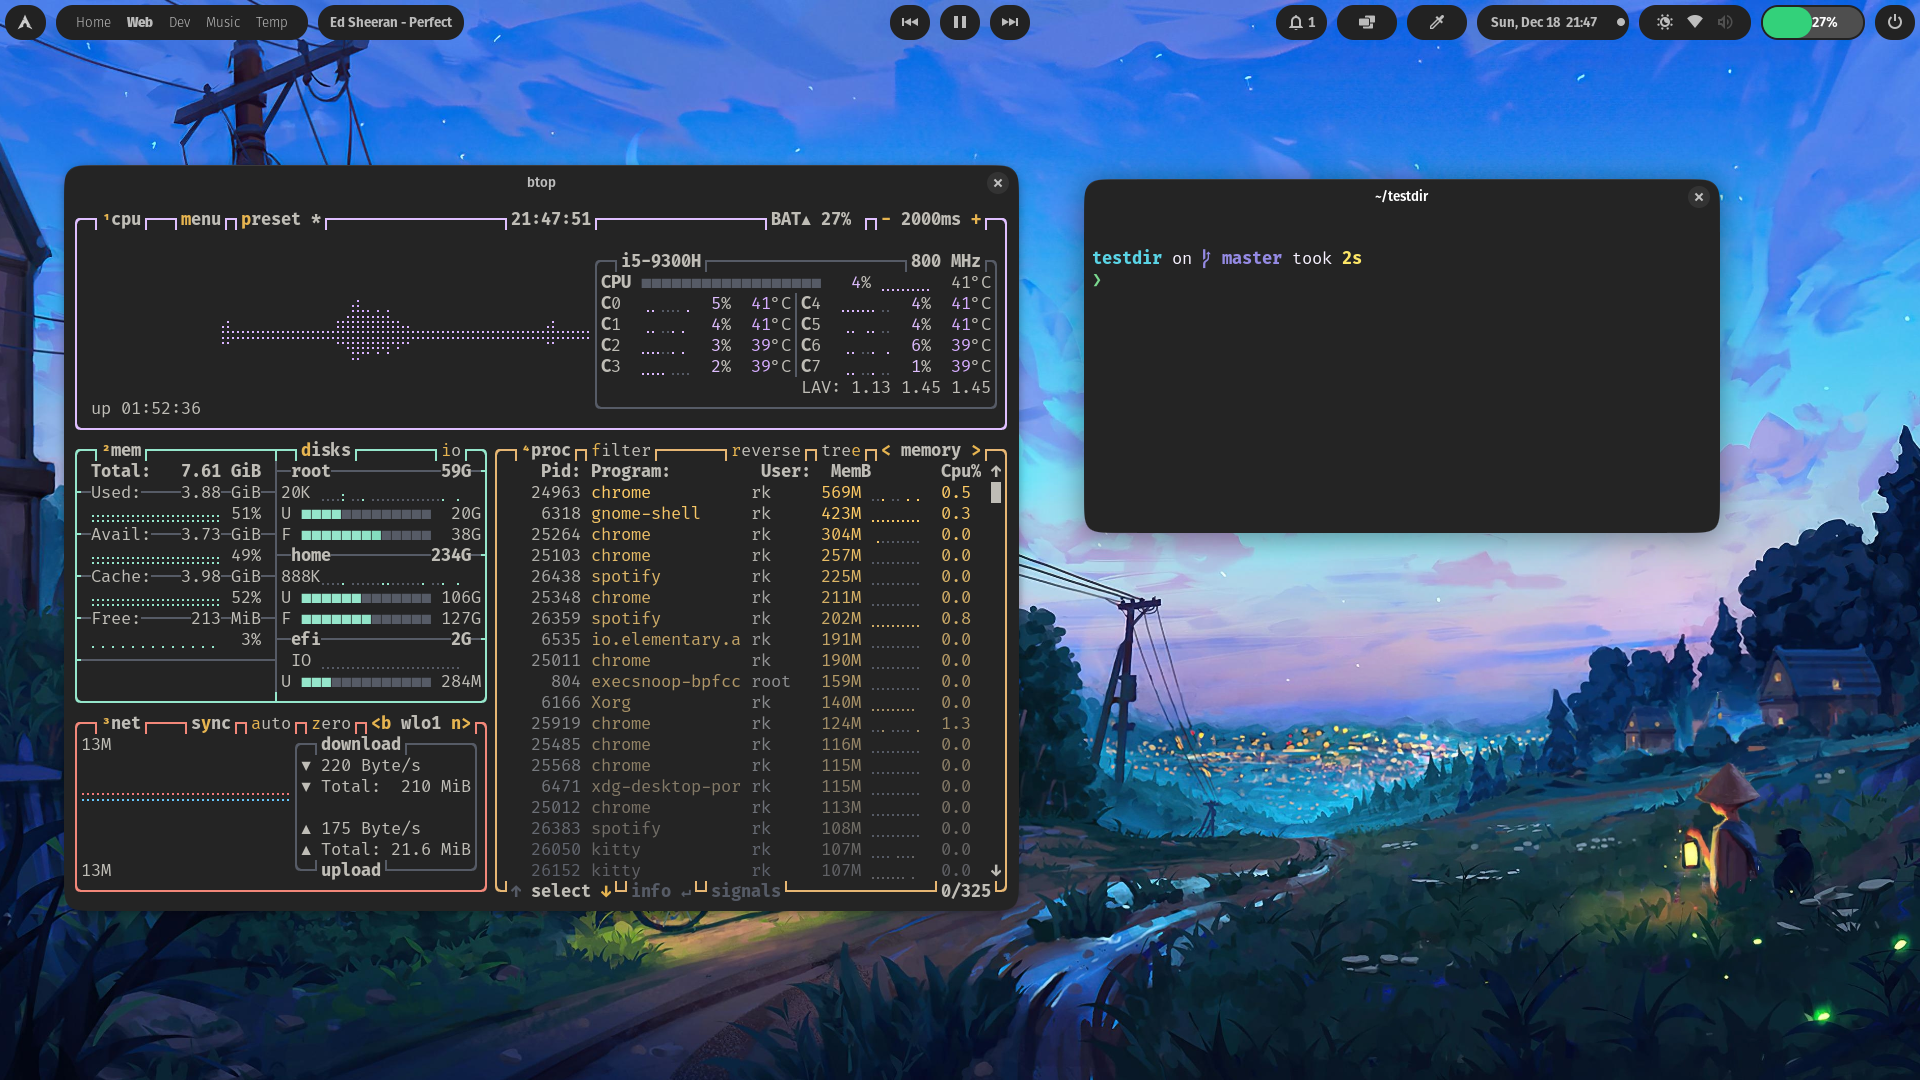 Home Web Dev Music Temp
Ed Sheeran - Perfect
1
Sun, Dec 18 21:47
27%
btop
¹cpu menu preset * 21:47:51 BAT▲ 27% - 2000ms +
i5-9300H 800 MHz
CPU 4% 41°C
C0 5% 41°C C4 4% 41°C
C1 4% 41°C C5 4% 41°C
C2 3% 39°C C6 6% 39°C
C3 2% 39°C C7 1% 39°C
LAV: 1.13 1.45 1.45
up 01:52:36
²mem disks io
Total: 7.61 GiB
Used: 3.88 GiB
51%
Avail: 3.73 GiB
49%
Cache: 3.98 GiB
52%
Free: 213 MiB
3%
root 59G
20K
U 20G
F 38G
home 234G
888K
U 106G
F 127G
efi 2G
IO
U 284M
³net sync auto zero <b wlo1 n>
13M
13M
download
▼ 220 Byte/s
▼ Total: 210 MiB
▲ 175 Byte/s
▲ Total: 21.6 MiB
upload
⁴proc filter reverse tree < memory >
Pid: Program: User: MemB Cpu% ↑
24963 chrome rk 569M 0.5
6318 gnome-shell rk 423M 0.3
25264 chrome rk 304M 0.0
25103 chrome rk 257M 0.0
26438 spotify rk 225M 0.0
25348 chrome rk 211M 0.0
26359 spotify rk 202M 0.8
6535 io.elementary.a rk 191M 0.0
25011 chrome rk 190M 0.0
804 execsnoop-bpfcc root 159M 0.0
6166 Xorg rk 140M 0.0
25919 chrome rk 124M 1.3
25485 chrome rk 116M 0.0
25568 chrome rk 115M 0.0
6471 xdg-desktop-por rk 115M 0.0
25012 chrome rk 113M 0.0
26383 spotify rk 108M 0.0
26050 kitty rk 107M 0.0
26152 kitty rk 107M 0.0 ↓
↑ select ↓ info ↵ signals 0/325
~/testdir
testdir on master took 2s
❯